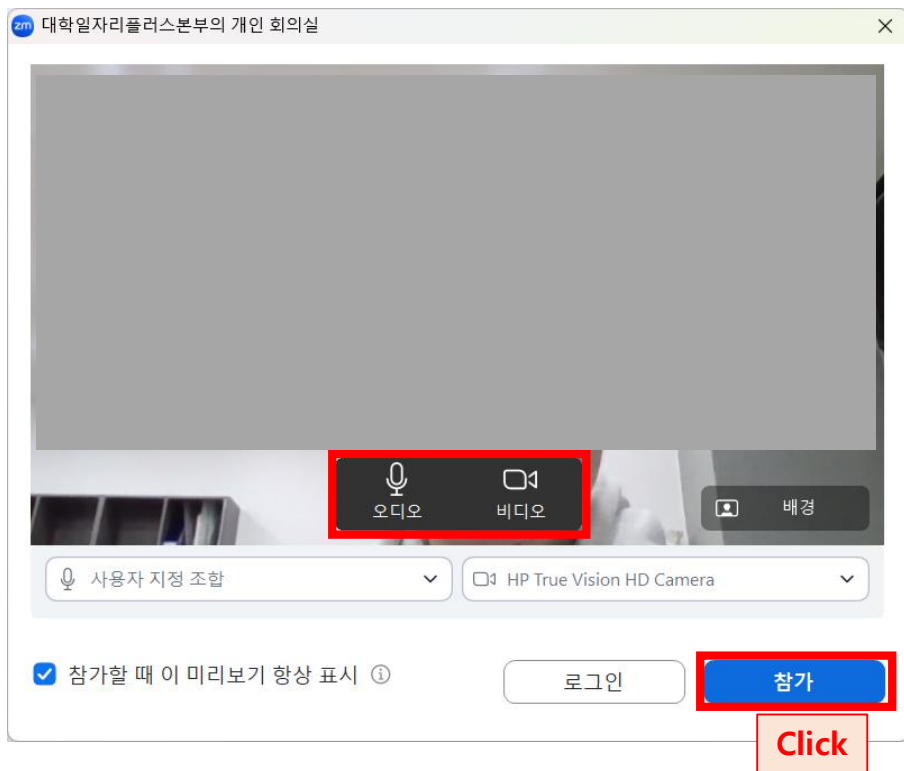 zm 대학일자리플러스본부의 개인 회의실
오디오 비디오
배경
사용자 지정 조합 HP True Vision HD Camera
참가할 때 이 미리보기 항상 표시 로그인 참가
Click